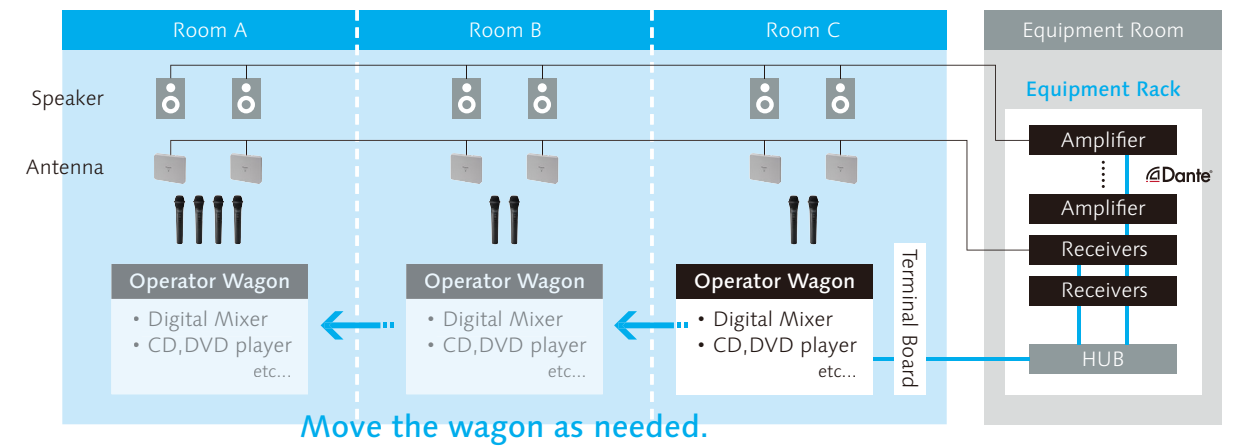 Room A
Room B
Room C
Equipment Room
Speaker
Antenna
Equipment Rack
Amplifier
Dante
Amplifier
Receivers
Receivers
HUB
Operator Wagon
• Digital Mixer
• CD,DVD player
etc...
Operator Wagon
• Digital Mixer
• CD,DVD player
etc...
Operator Wagon
• Digital Mixer
• CD,DVD player
etc...
Terminal Board
Move the wagon as needed.